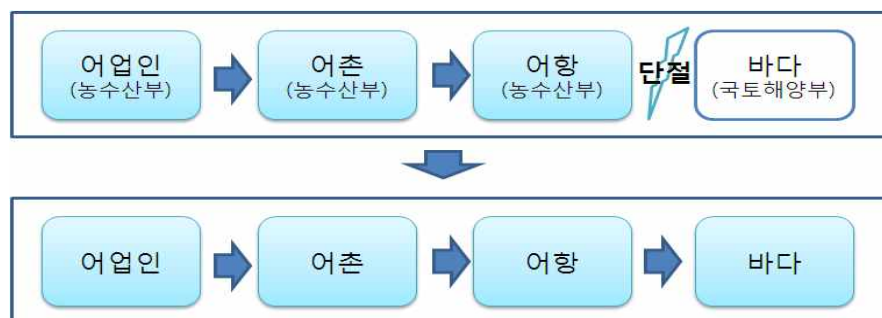 어업인
(농수산부)
어촌
(농수산부)
어항
(농수산부)
단절
바다
(국토해양부)
어업인
어촌
어항
바다